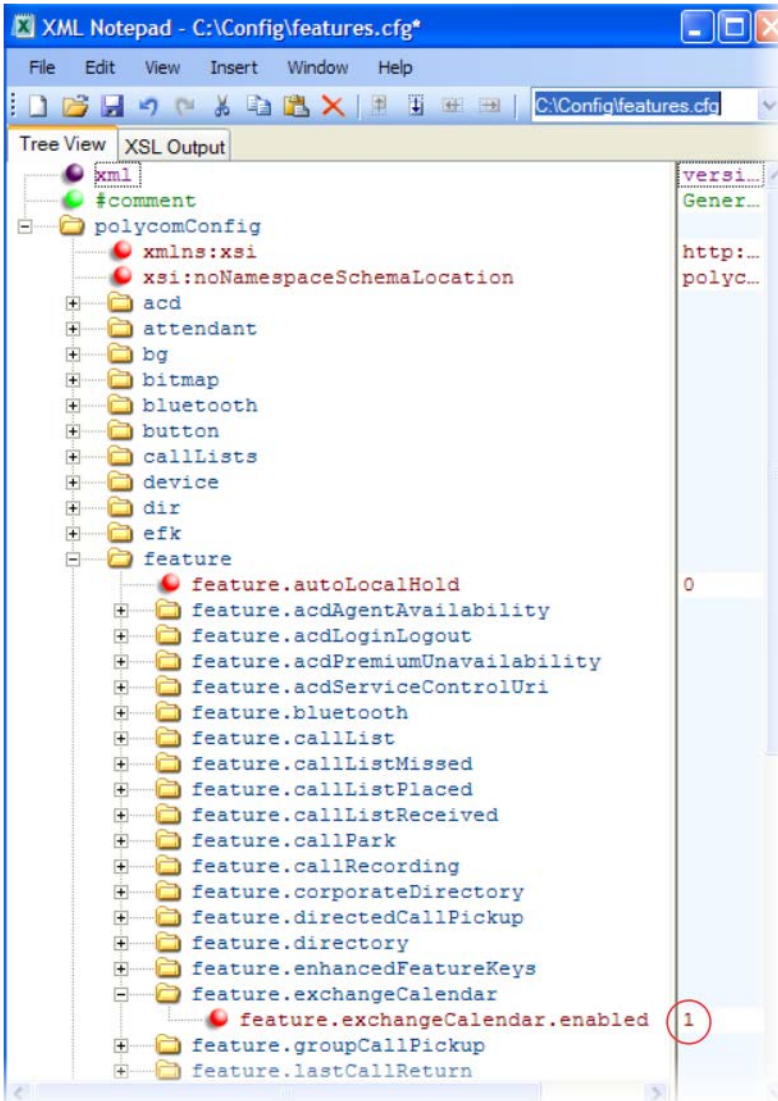 XML Notepad - C:\Config\features.cfg*
File Edit View Insert Window Help
C:\Config\features.cfg
Tree View XSL Output
xml versi...
#comment Gener...
polycomConfig
xmlns:xsi http:...
xsi:noNamespaceSchemaLocation polyc...
acd
attendant
bg
bitmap
bluetooth
button
callLists
device
dir
efk
feature
feature.autoLocalHold 0
feature.acdAgentAvailability
feature.acdLoginLogout
feature.acdPremiumUnavailability
feature.acdServiceControlUri
feature.bluetooth
feature.callList
feature.callListMissed
feature.callListPlaced
feature.callListReceived
feature.callPark
feature.callRecording
feature.corporateDirectory
feature.directedCallPickup
feature.directory
feature.enhancedFeatureKeys
feature.exchangeCalendar
feature.exchangeCalendar.enabled 1
feature.groupCallPickup
feature.lastCallReturn